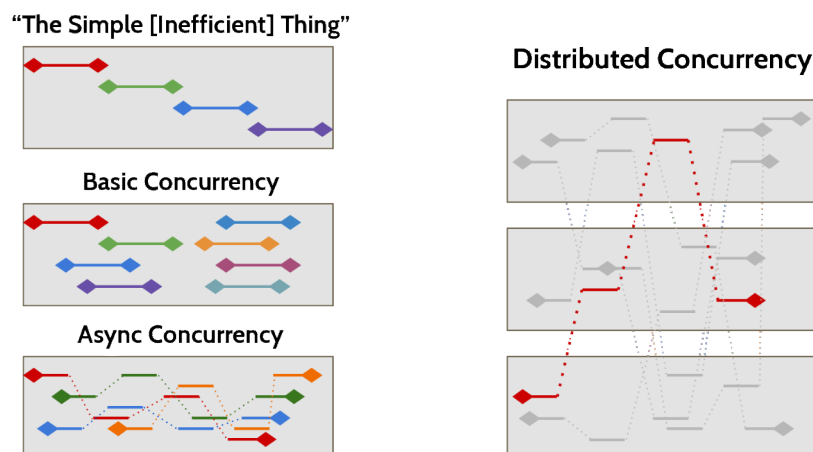 “The Simple [Inefficient] Thing”
Basic Concurrency
Async Concurrency
Distributed Concurrency